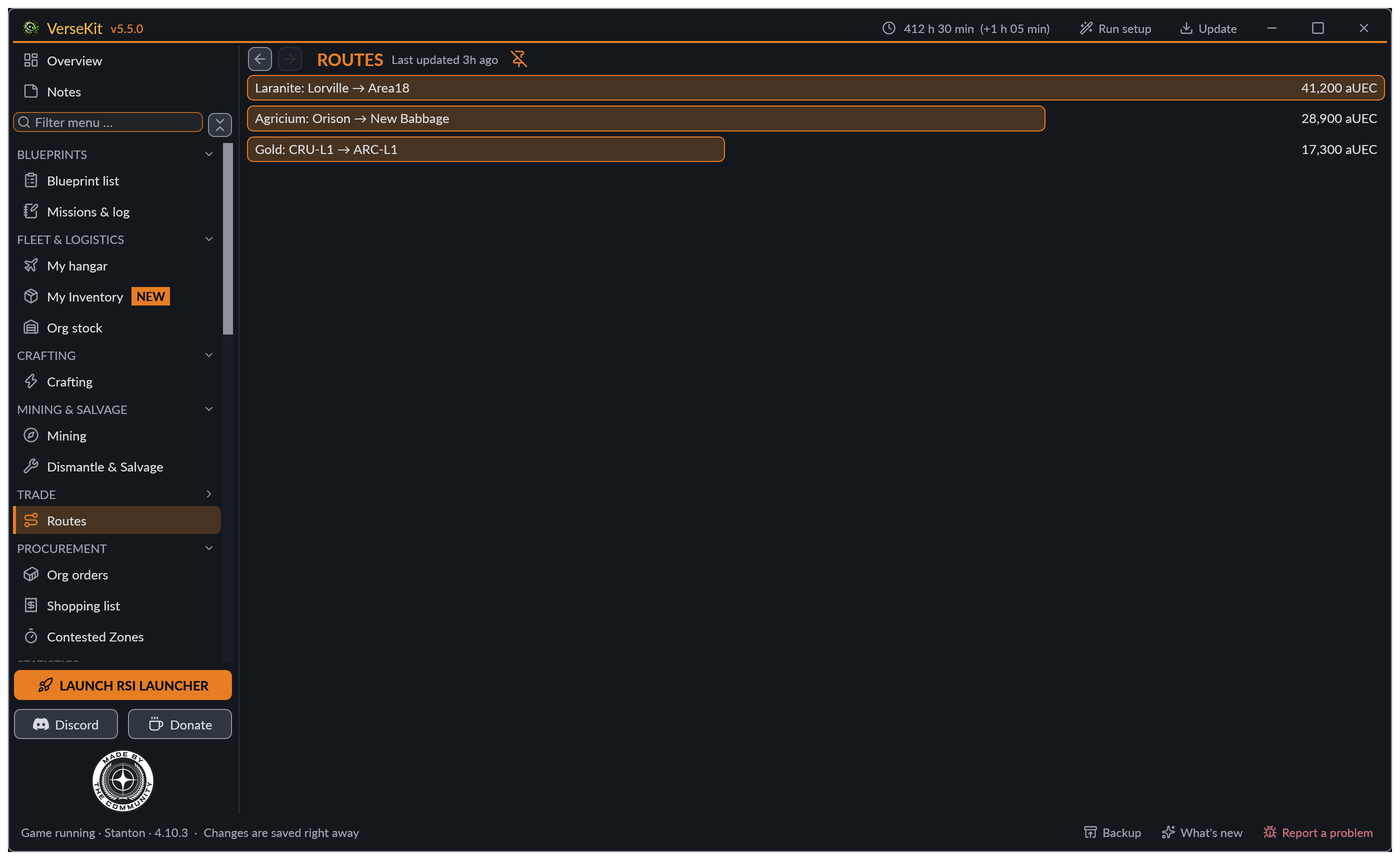 VerseKit v5.5.0
412 h 30 min (+1 h 05 min)
Run setup
Update
Overview
Notes
Filter menu ...
BLUEPRINTS
Blueprint list
Missions & log
FLEET & LOGISTICS
My hangar
My Inventory NEW
Org stock
CRAFTING
Crafting
MINING & SALVAGE
Mining
Dismantle & Salvage
TRADE
Routes
PROCUREMENT
Org orders
Shopping list
Contested Zones
LAUNCH RSI LAUNCHER
Discord
Donate
MADE BY THE COMMUNITY
ROUTES Last updated 3h ago
Laranite: Lorville → Area18 41,200 aUEC
Agricium: Orison → New Babbage 28,900 aUEC
Gold: CRU-L1 → ARC-L1 17,300 aUEC
Game running · Stanton · 4.10.3 · Changes are saved right away
Backup
What's new
Report a problem